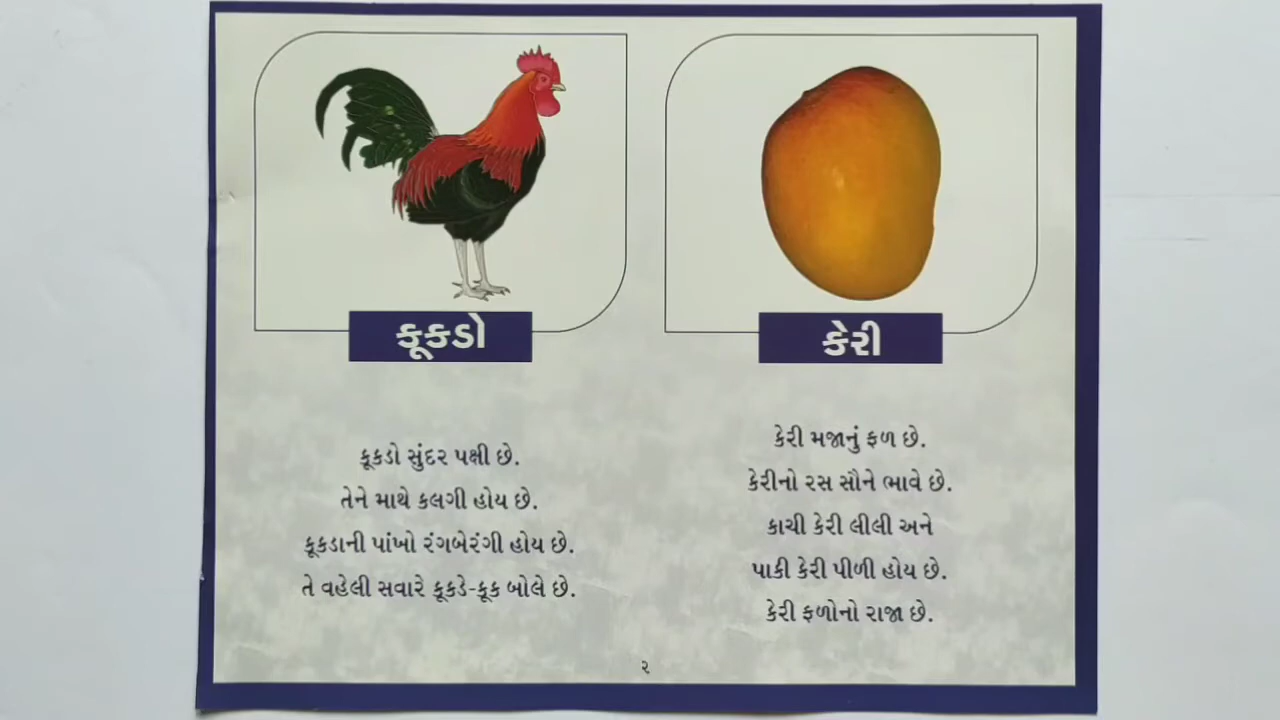 કૂકડો
કૂકડો સુંદર પક્ષી છે.
તેને માથે કલગી હોય છે.
કૂકડાની પાંખો રંગબેરંગી હોય છે.
તે વહેલી સવારે કૂકડે-કૂક બોલે છે.
કેરી
કેરી મજાનું ફળ છે.
કેરીનો રસ સૌને ભાવે છે.
કાચી કેરી લીલી અને
પાકી કેરી પીળી હોય છે.
કેરી ફળોનો રાજા છે.
૨